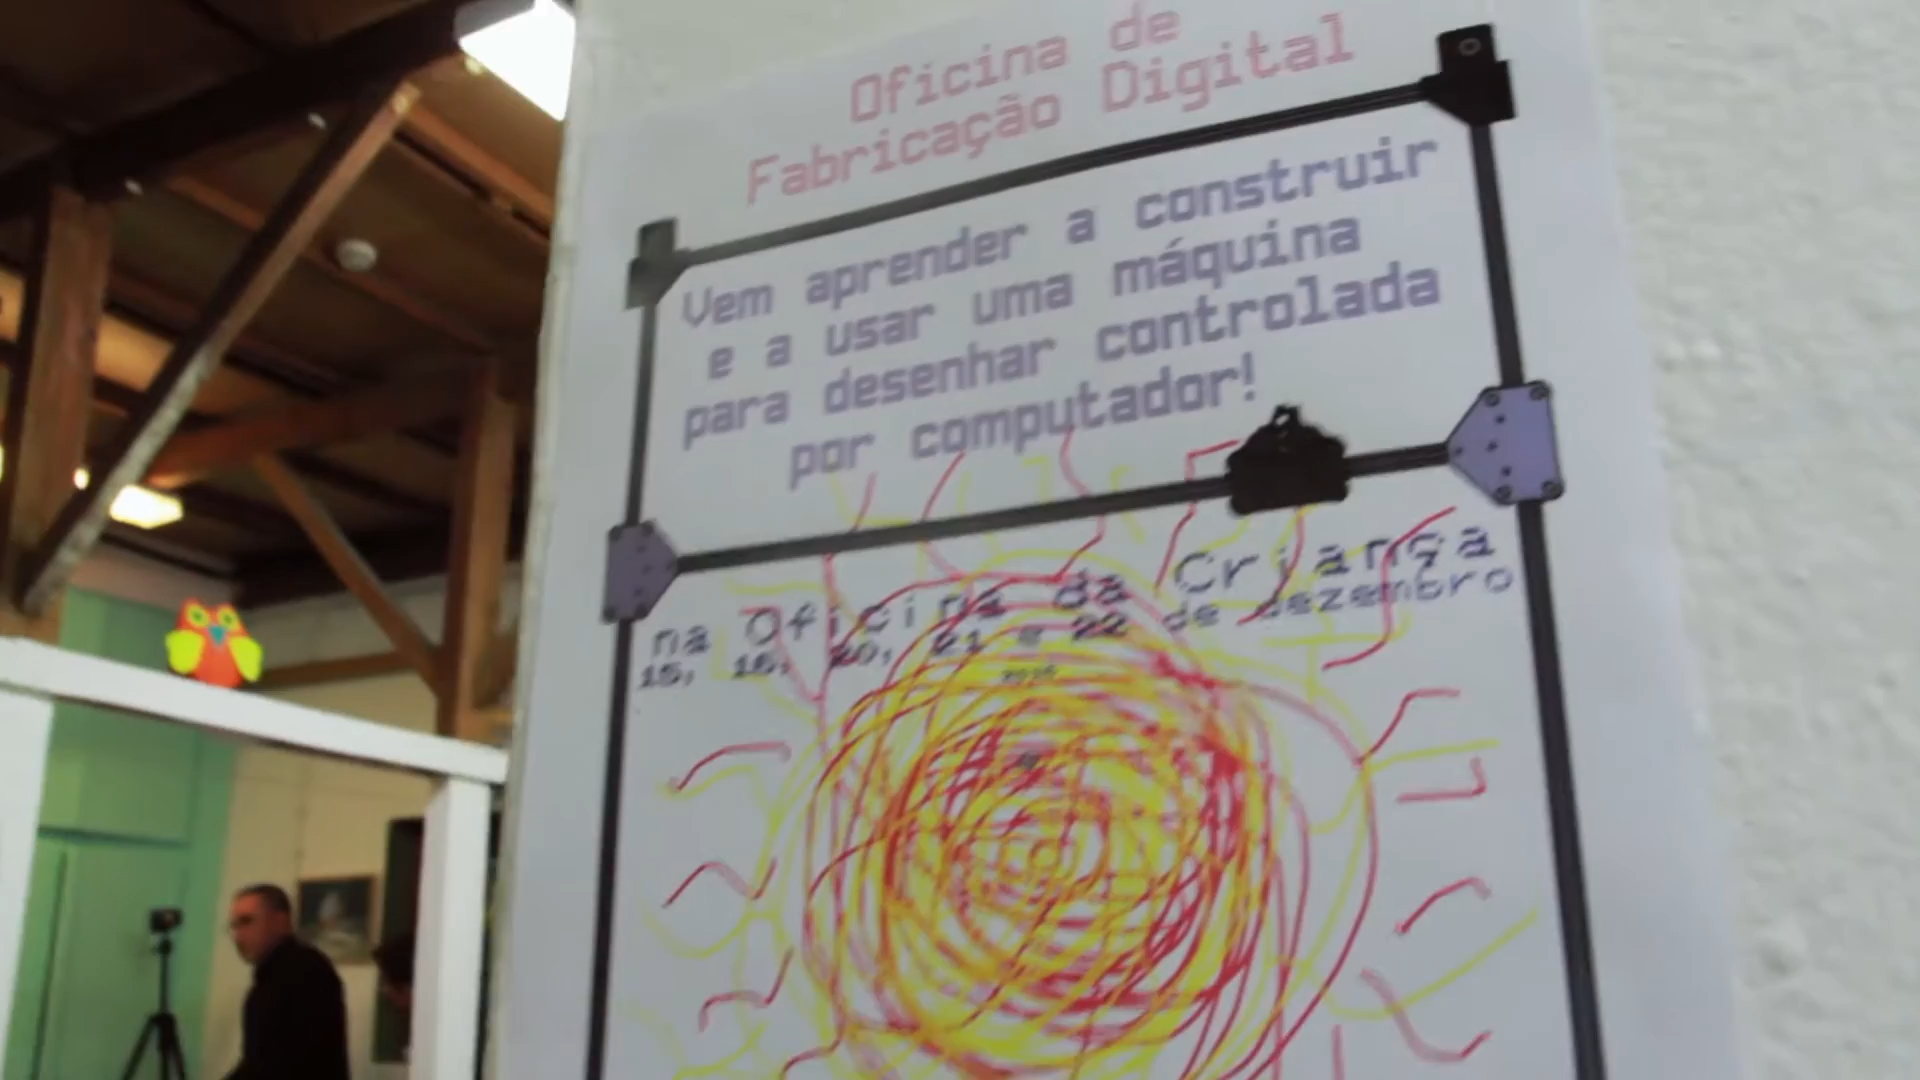 Oficina de
Fabricação Digital
Vem aprender a construir
e a usar uma máquina
para desenhar controlada
por computador!
na Oficina da Criança
15, 16, 20, 21 e 22 de dezembro